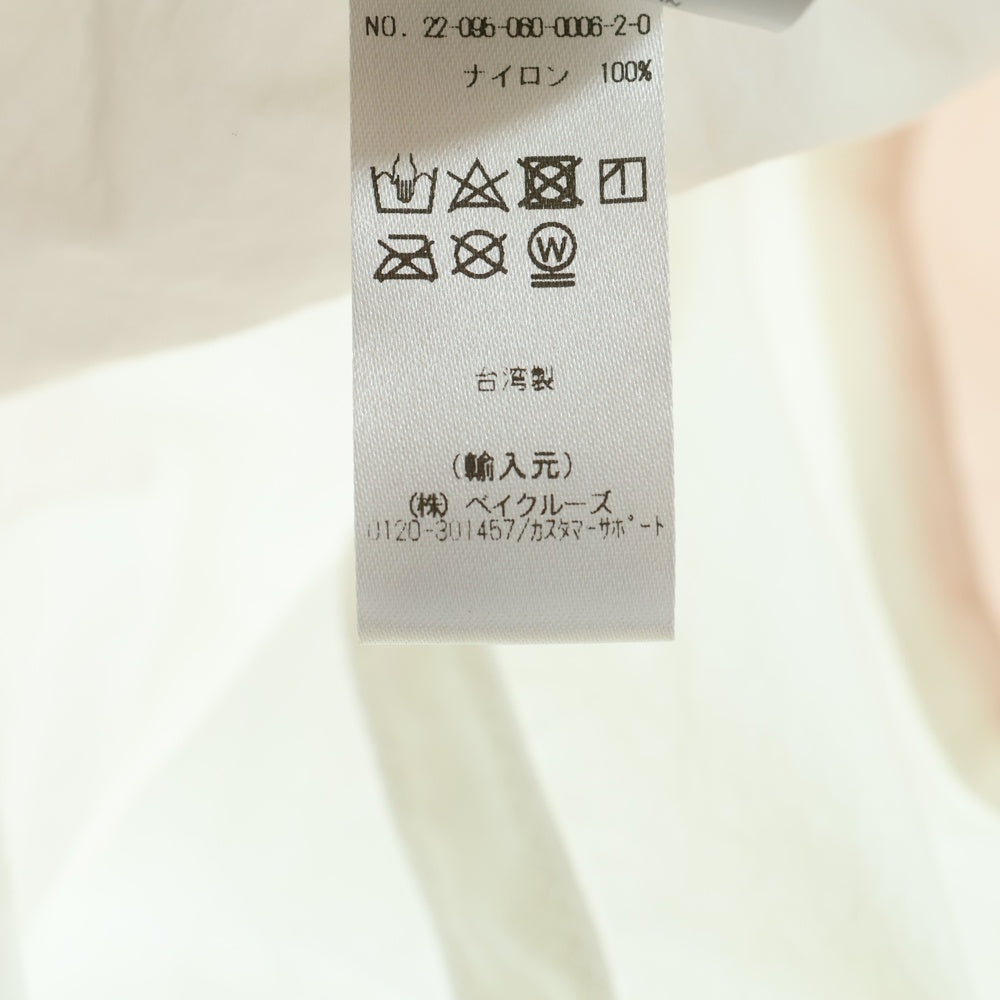 NO. 22-095-060-0006-2-0
ナイロン 100%
W
台湾製
(輸入元)
(株) ベイクルーズ
0120-301457/カスタマーサポート